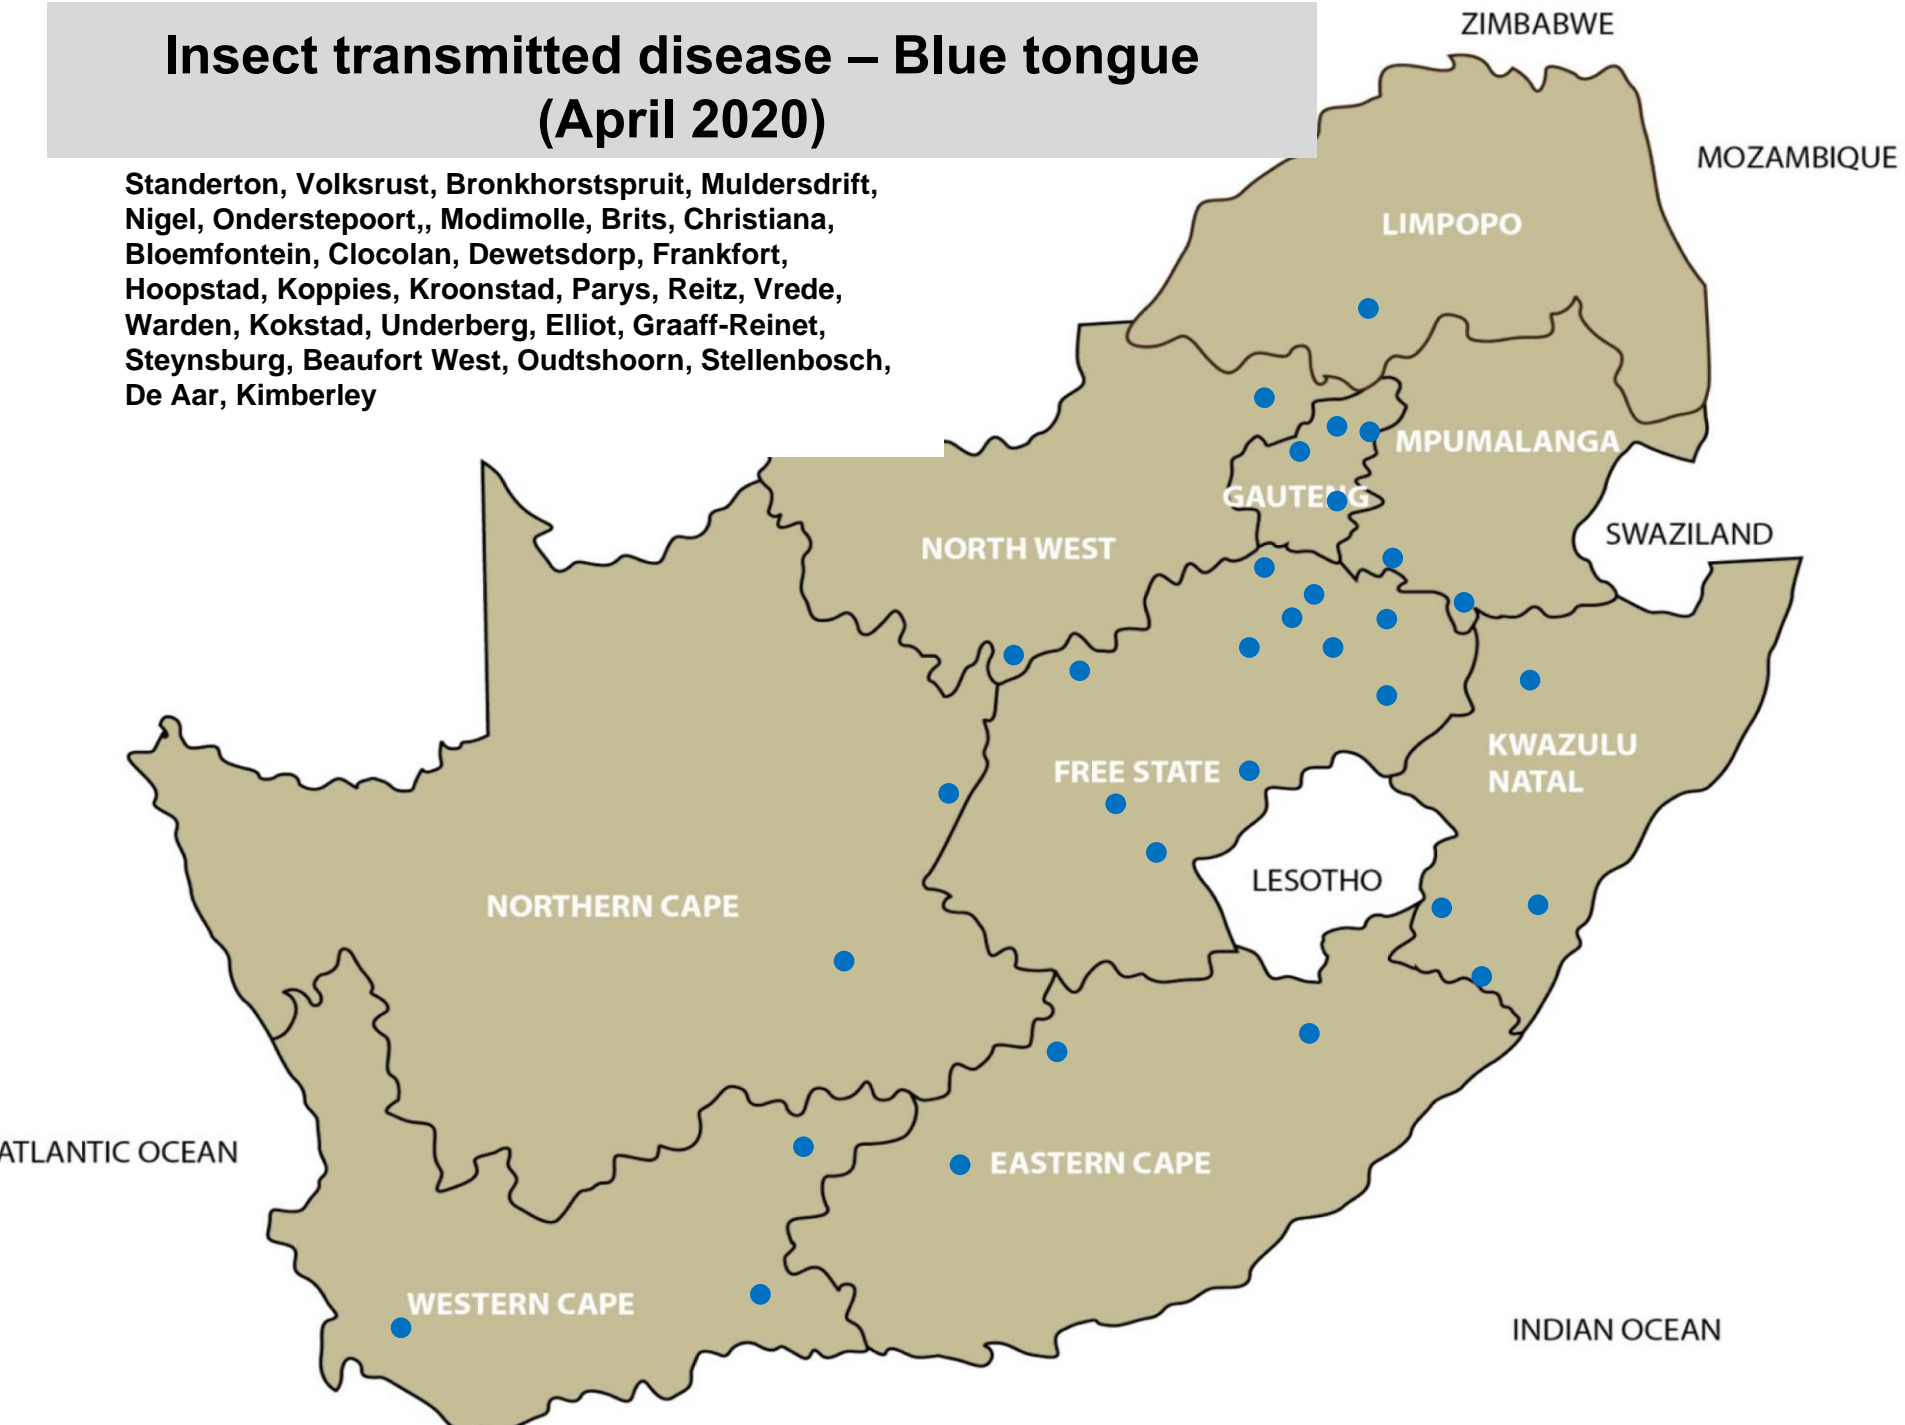 Insect transmitted disease – Blue tongue
(April 2020)
Standerton, Volksrust, Bronkhorstspruit, Muldersdrift,
Nigel, Onderstepoort,, Modimolle, Brits, Christiana,
Bloemfontein, Clocolan, Dewetsdorp, Frankfort,
Hoopstad, Koppies, Kroonstad, Parys, Reitz, Vrede,
Warden, Kokstad, Underberg, Elliot, Graaff-Reinet,
Steynsburg, Beaufort West, Oudtshoorn, Stellenbosch,
De Aar, Kimberley
ZIMBABWE
MOZAMBIQUE
LIMPOPO
MPUMALANGA
GAUTENG
SWAZILAND
NORTH WEST
KWAZULU
NATAL
FREE STATE
LESOTHO
NORTHERN CAPE
ATLANTIC OCEAN
EASTERN CAPE
WESTERN CAPE
INDIAN OCEAN